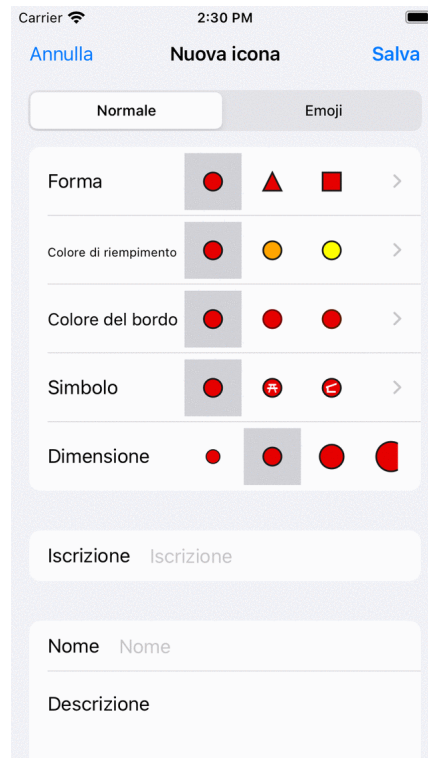 Carrier 2:30 PM
Annulla Nuova icona Salva
Normale Emoji
Forma
Colore di riempimento
Colore del bordo
Simbolo
Dimensione
Iscrizione Iscrizione
Nome Nome
Descrizione